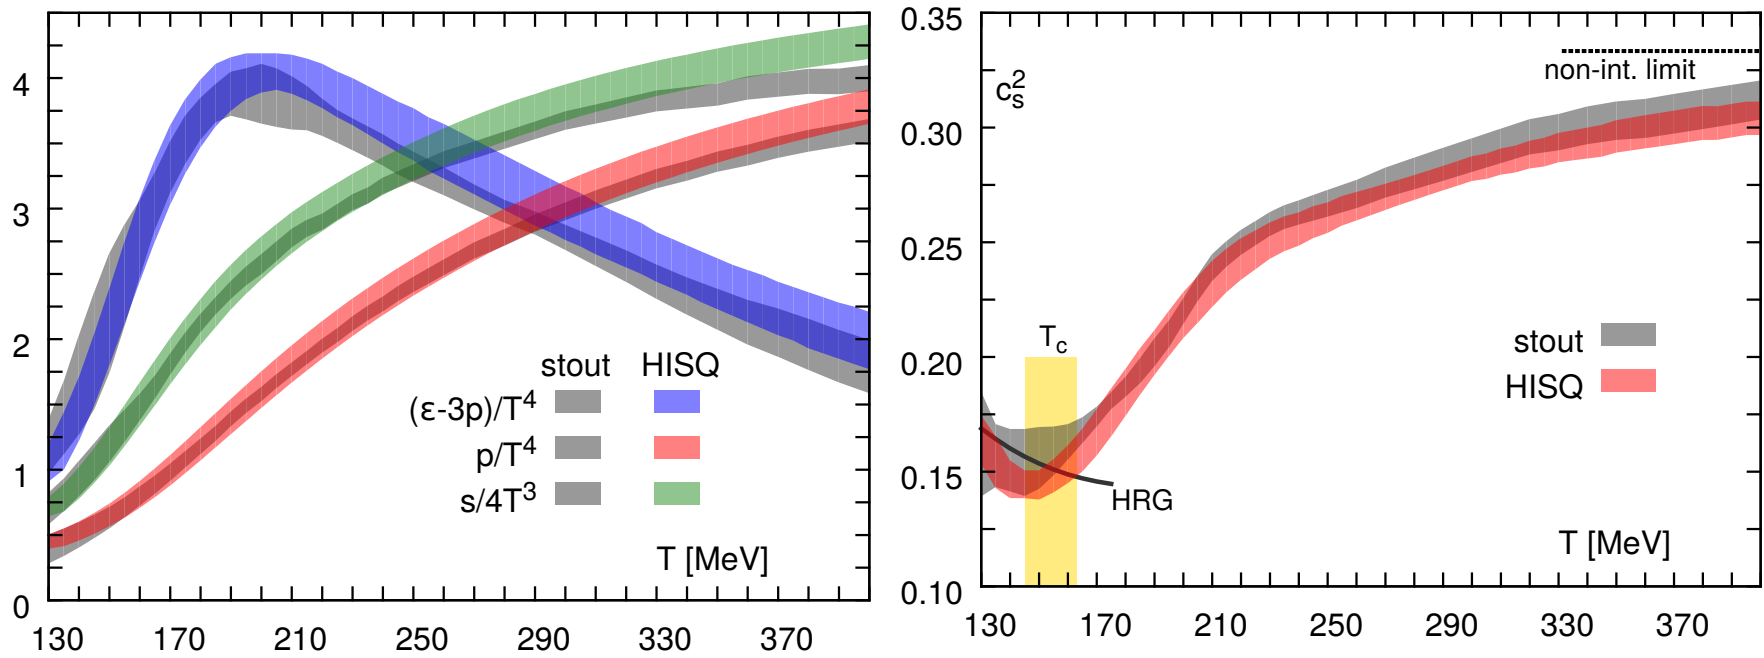 4
3
2
1
0
130 170 210 250 290 330 370
stout HISQ
(ε-3p)/T⁴
p/T⁴
s/4T³
T [MeV]
0.35
0.30
0.25
0.20
0.15
0.10
130 170 210 250 290 330 370
c_s²
non-int. limit
T_c
stout
HISQ
HRG
T [MeV]